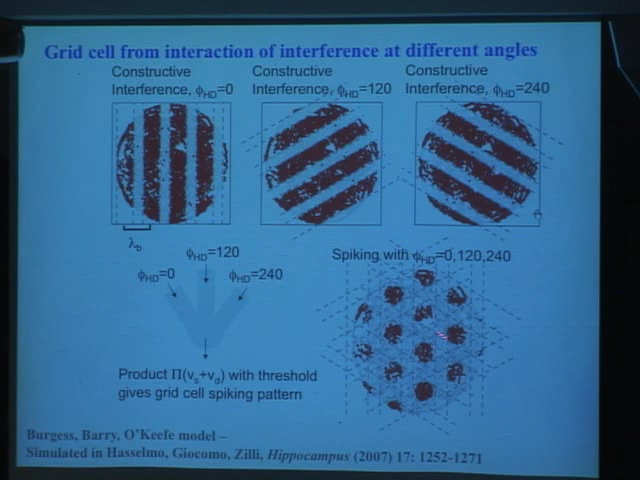 Grid cell from interaction of interference at different angles
Constructive
Interference, ϕHD=0
Constructive
Interference, ϕHD=120
Constructive
Interference, ϕHD=240
λb
ϕHD=120
ϕHD=0
ϕHD=240
Spiking with ϕHD=0,120,240
Product Π(vs+vd) with threshold
gives grid cell spiking pattern
Burgess, Barry, O'Keefe model –
Simulated in Hasselmo, Giocomo, Zilli, Hippocampus (2007) 17: 1252-1271